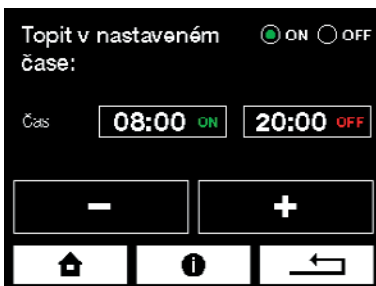 Topit v nastaveném ON OFF
čase:
Čas 08:00 ON 20:00 OFF
− +